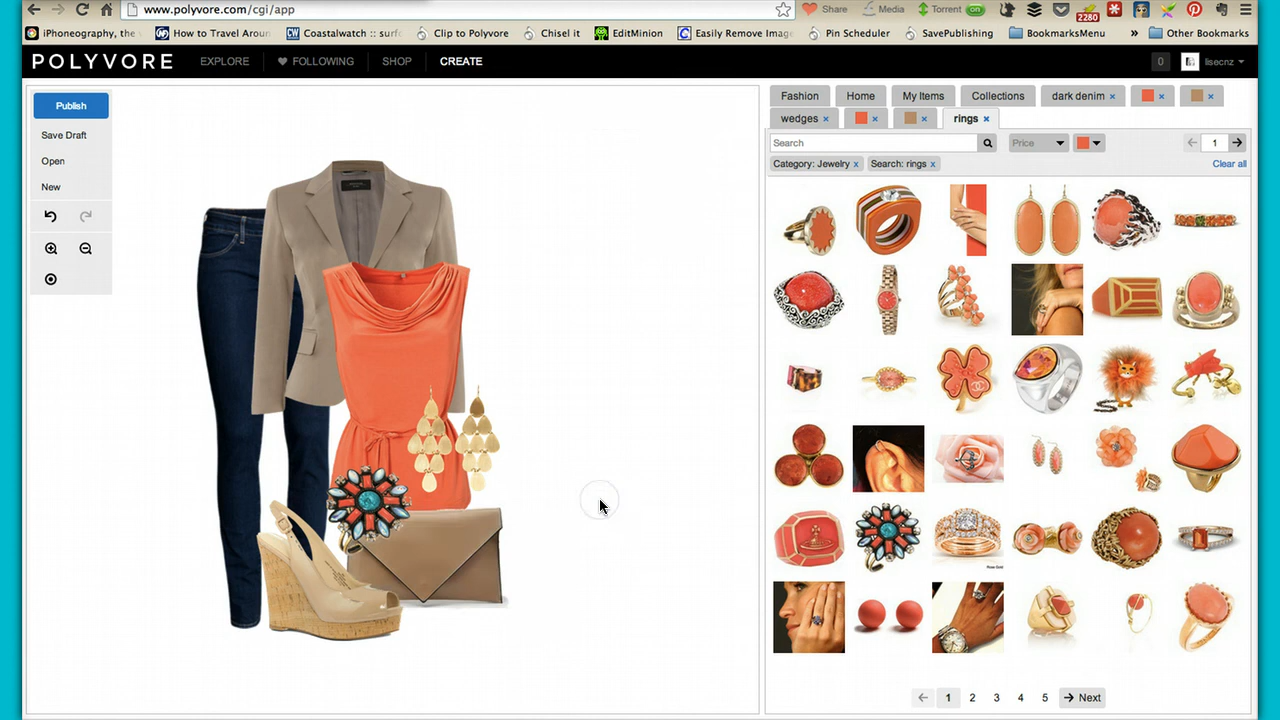 www.polyvore.com/cgi/app
Share
Media
Torrent on
2280
iPhoneography, the
How to Travel Aroun
Coastalwatch :: surf
Clip to Polyvore
Chisel it
EditMinion
Easily Remove Image
Pin Scheduler
SavePublishing
BookmarksMenu
»
Other Bookmarks
POLYVORE
EXPLORE
FOLLOWING
SHOP
CREATE
0
lisecnz
Publish
Save Draft
Open
New
Fashion
Home
My Items
Collections
dark denim ×
×
×
wedges ×
×
×
rings ×
Search
Price
1
Category: Jewelry x
Search: rings x
Clear all
Rose Gold
1 2 3 4 5 Next